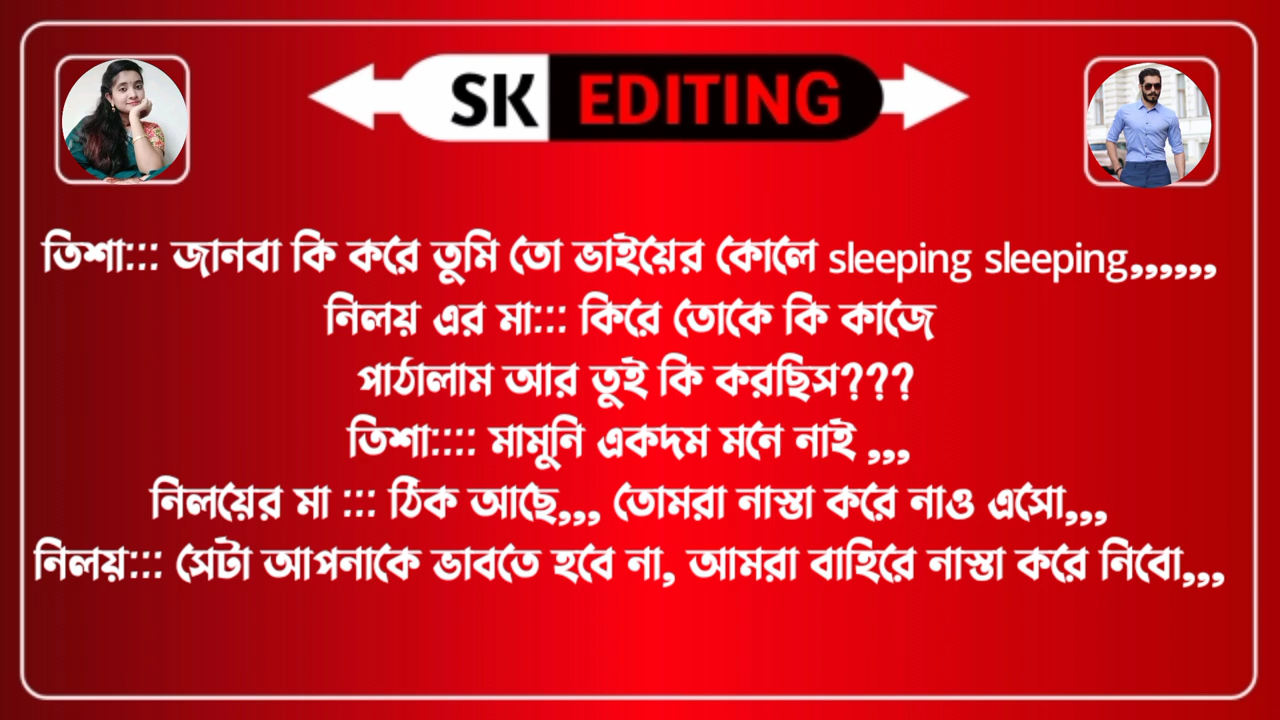 SK EDITING
তিশা::: জানবা কি করে তুমি তো ভাইয়ের কোলে sleeping sleeping,,,,,,
নিলয় এর মা::: কিরে তোকে কি কাজে
পাঠালাম আর তুই কি করছিস???
তিশা:::: মামুনি একদম মনে নাই ,,,
নিলয়ের মা ::: ঠিক আছে,,, তোমরা নাস্তা করে নাও এসো,,,
নিলয়::: সেটা আপনাকে ভাবতে হবে না, আমরা বাহিরে নাস্তা করে নিবো,,,